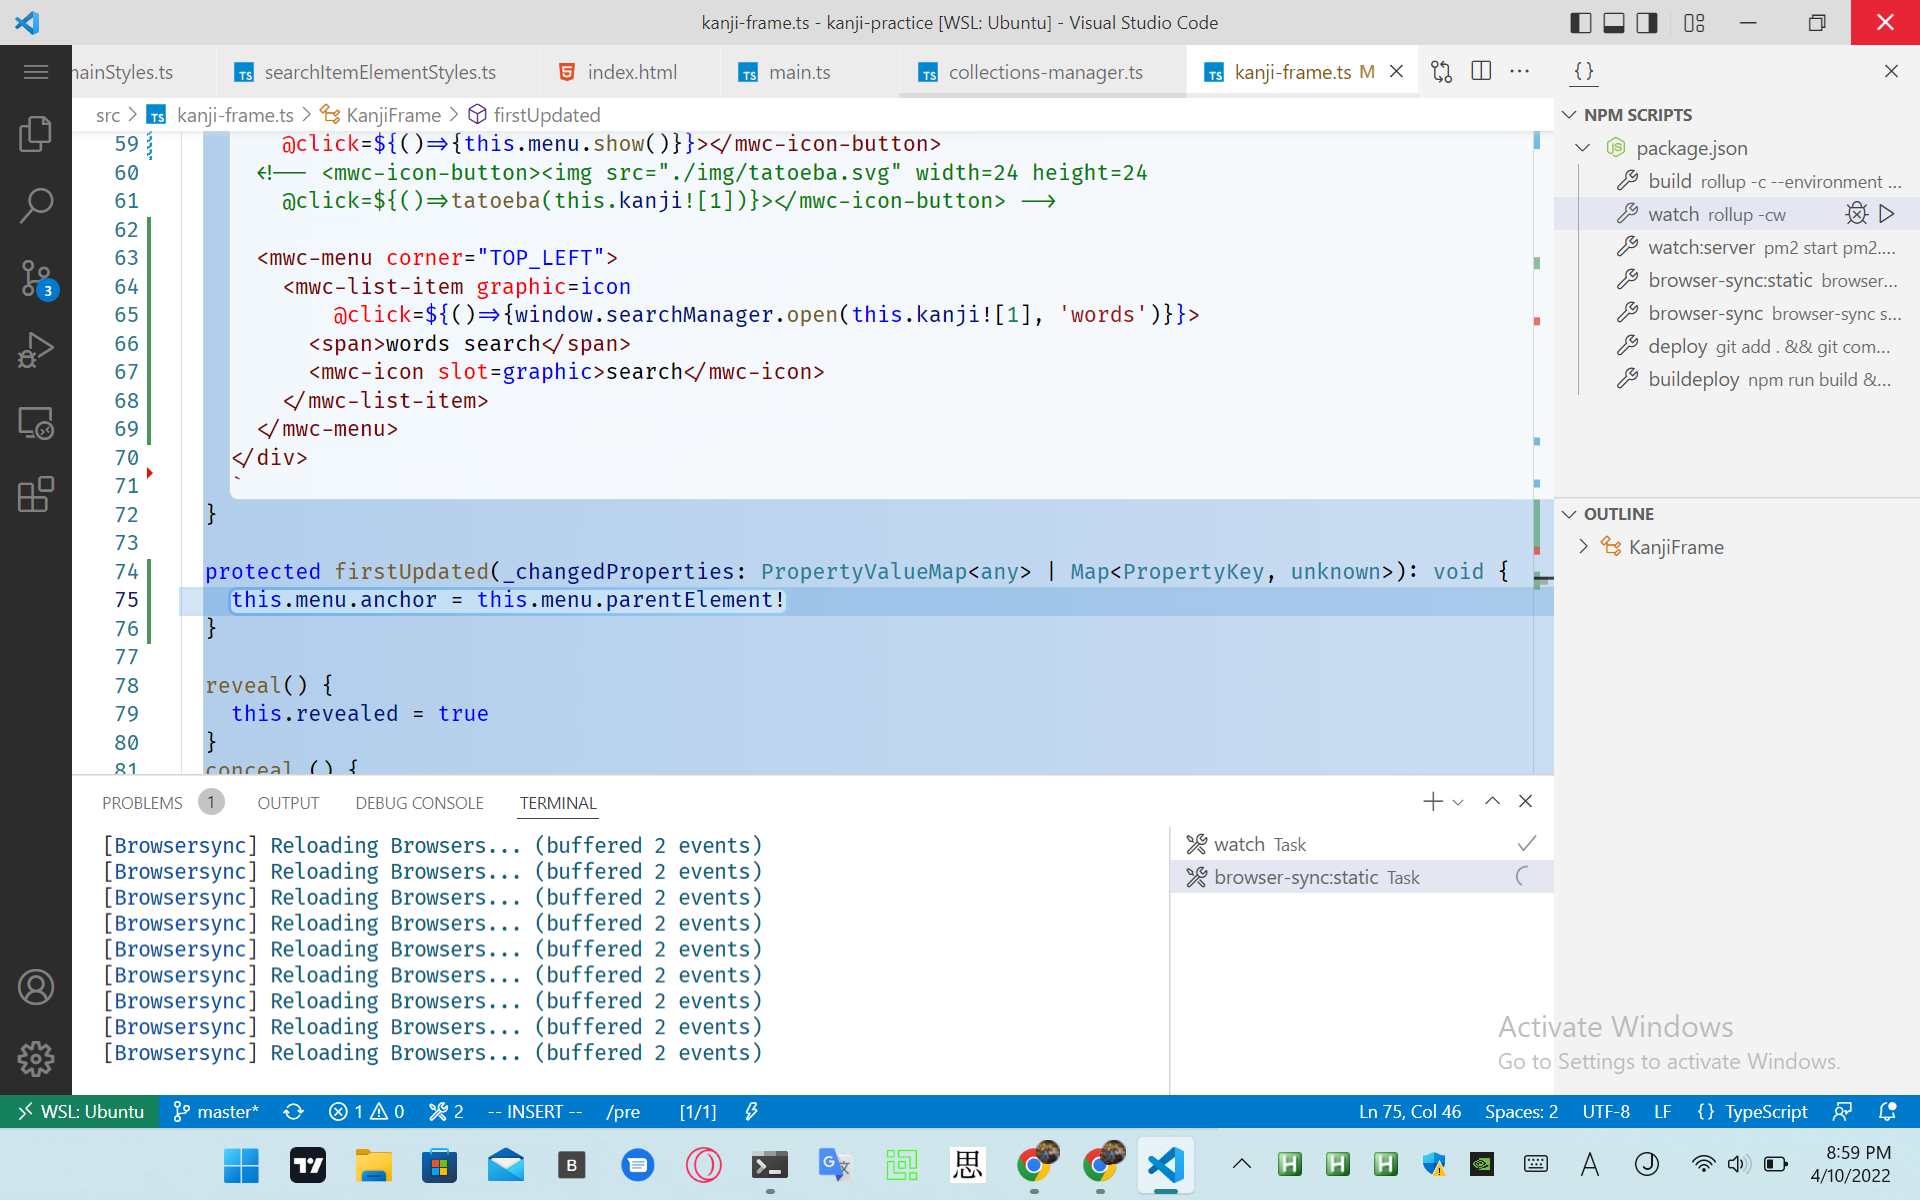 kanji-frame.ts - kanji-practice [WSL: Ubuntu] - Visual Studio Code
nainStyles.ts
TS searchItemElementStyles.ts
index.html
TS main.ts
TS collections-manager.ts
TS kanji-frame.ts M
src > TS kanji-frame.ts > KanjiFrame > firstUpdated
59 @click=${()=>{this.menu.show()}}></mwc-icon-button>
60 <!-- <mwc-icon-button><img src="./img/tatoeba.svg" width=24 height=24
61 @click=${()=>tatoeba(this.kanji![1])}></mwc-icon-button> -->
62
63 <mwc-menu corner="TOP_LEFT">
64 <mwc-list-item graphic=icon
65 @click=${()=>{window.searchManager.open(this.kanji![1], 'words')}}>
66 <span>words search</span>
67 <mwc-icon slot=graphic>search</mwc-icon>
68 </mwc-list-item>
69 </mwc-menu>
70 </div>
71 `
72 }
73
74 protected firstUpdated(_changedProperties: PropertyValueMap<any> | Map<PropertyKey, unknown>): void {
75 this.menu.anchor = this.menu.parentElement!
76 }
77
78 reveal() {
79 this.revealed = true
80 }
81 conceal () {
NPM SCRIPTS
package.json
build rollup -c --environment ...
watch rollup -cw
watch:server pm2 start pm2....
browser-sync:static browser...
browser-sync browser-sync s...
deploy git add . && git com...
buildeploy npm run build &...
OUTLINE
KanjiFrame
PROBLEMS 1 OUTPUT DEBUG CONSOLE TERMINAL
[Browsersync] Reloading Browsers... (buffered 2 events)
[Browsersync] Reloading Browsers... (buffered 2 events)
[Browsersync] Reloading Browsers... (buffered 2 events)
[Browsersync] Reloading Browsers... (buffered 2 events)
[Browsersync] Reloading Browsers... (buffered 2 events)
[Browsersync] Reloading Browsers... (buffered 2 events)
[Browsersync] Reloading Browsers... (buffered 2 events)
[Browsersync] Reloading Browsers... (buffered 2 events)
[Browsersync] Reloading Browsers... (buffered 2 events)
watch Task
browser-sync:static Task
Activate Windows
Go to Settings to activate Windows.
3
WSL: Ubuntu master* 1 0 2 -- INSERT -- /pre [1/1] Ln 75, Col 46 Spaces: 2 UTF-8 LF {} TypeScript
B
思
H H H
A
J
8:59 PM
4/10/2022